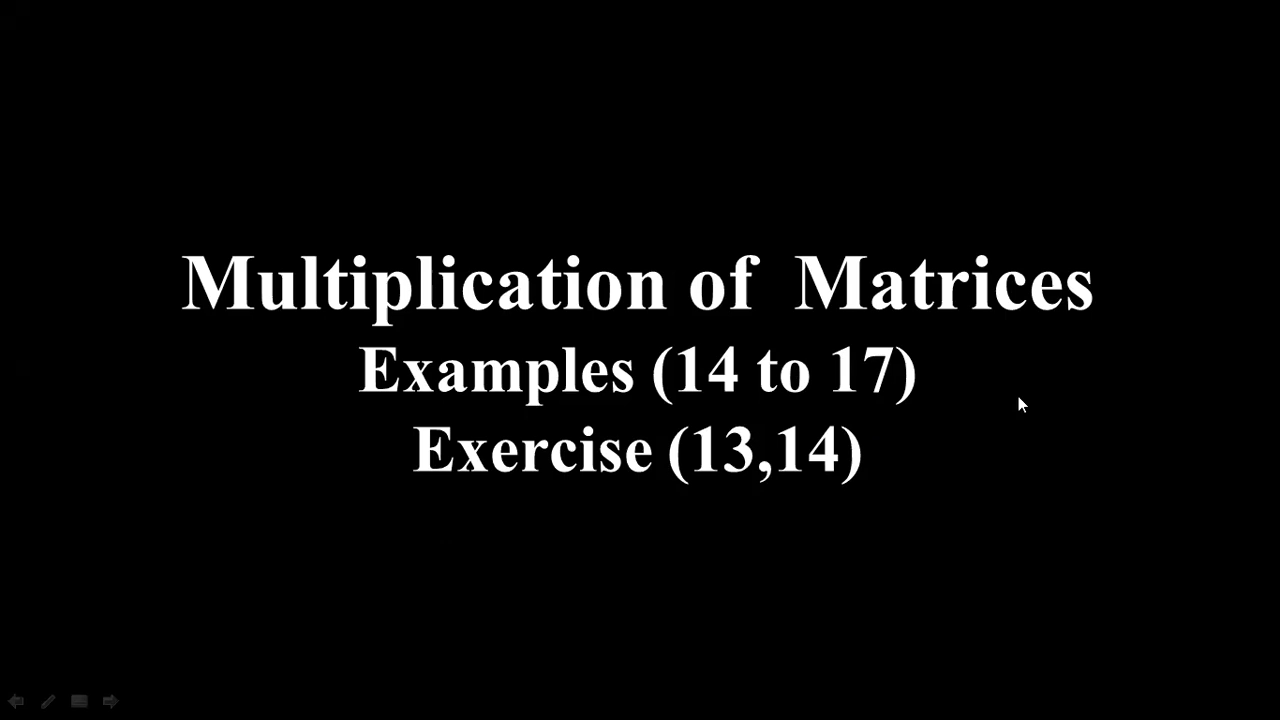 Multiplication of  Matrices
Examples (14 to 17)
Exercise (13,14)